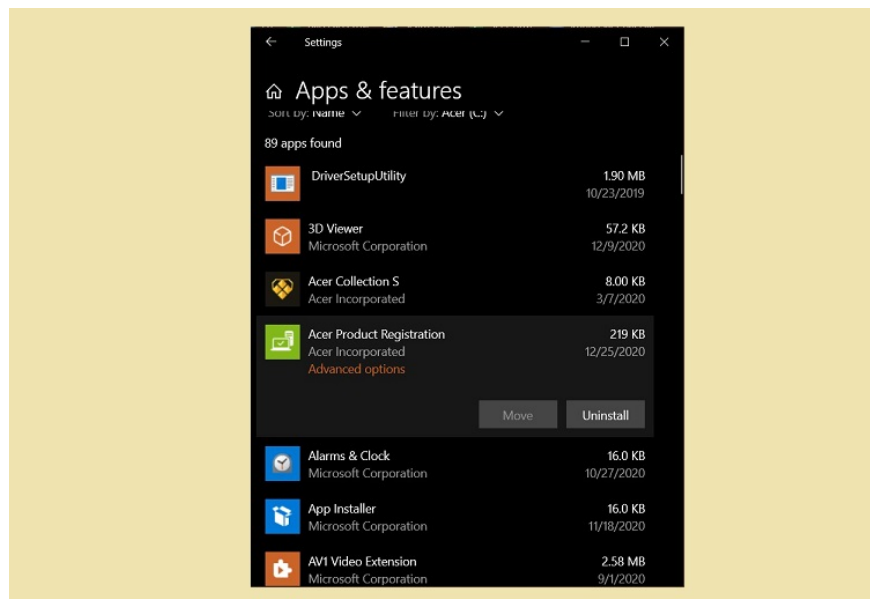 Settings
Apps & features
Sort by: Name Filter by: Acer (C:)
89 apps found
DriverSetupUtility 1.90 MB
10/23/2019
3D Viewer 57.2 KB
Microsoft Corporation 12/9/2020
Acer Collection S 8.00 KB
Acer Incorporated 3/7/2020
Acer Product Registration 219 KB
Acer Incorporated 12/25/2020
Advanced options
Move Uninstall
Alarms & Clock 16.0 KB
Microsoft Corporation 10/27/2020
App Installer 16.0 KB
Microsoft Corporation 11/18/2020
AV1 Video Extension 2.58 MB
Microsoft Corporation 9/1/2020